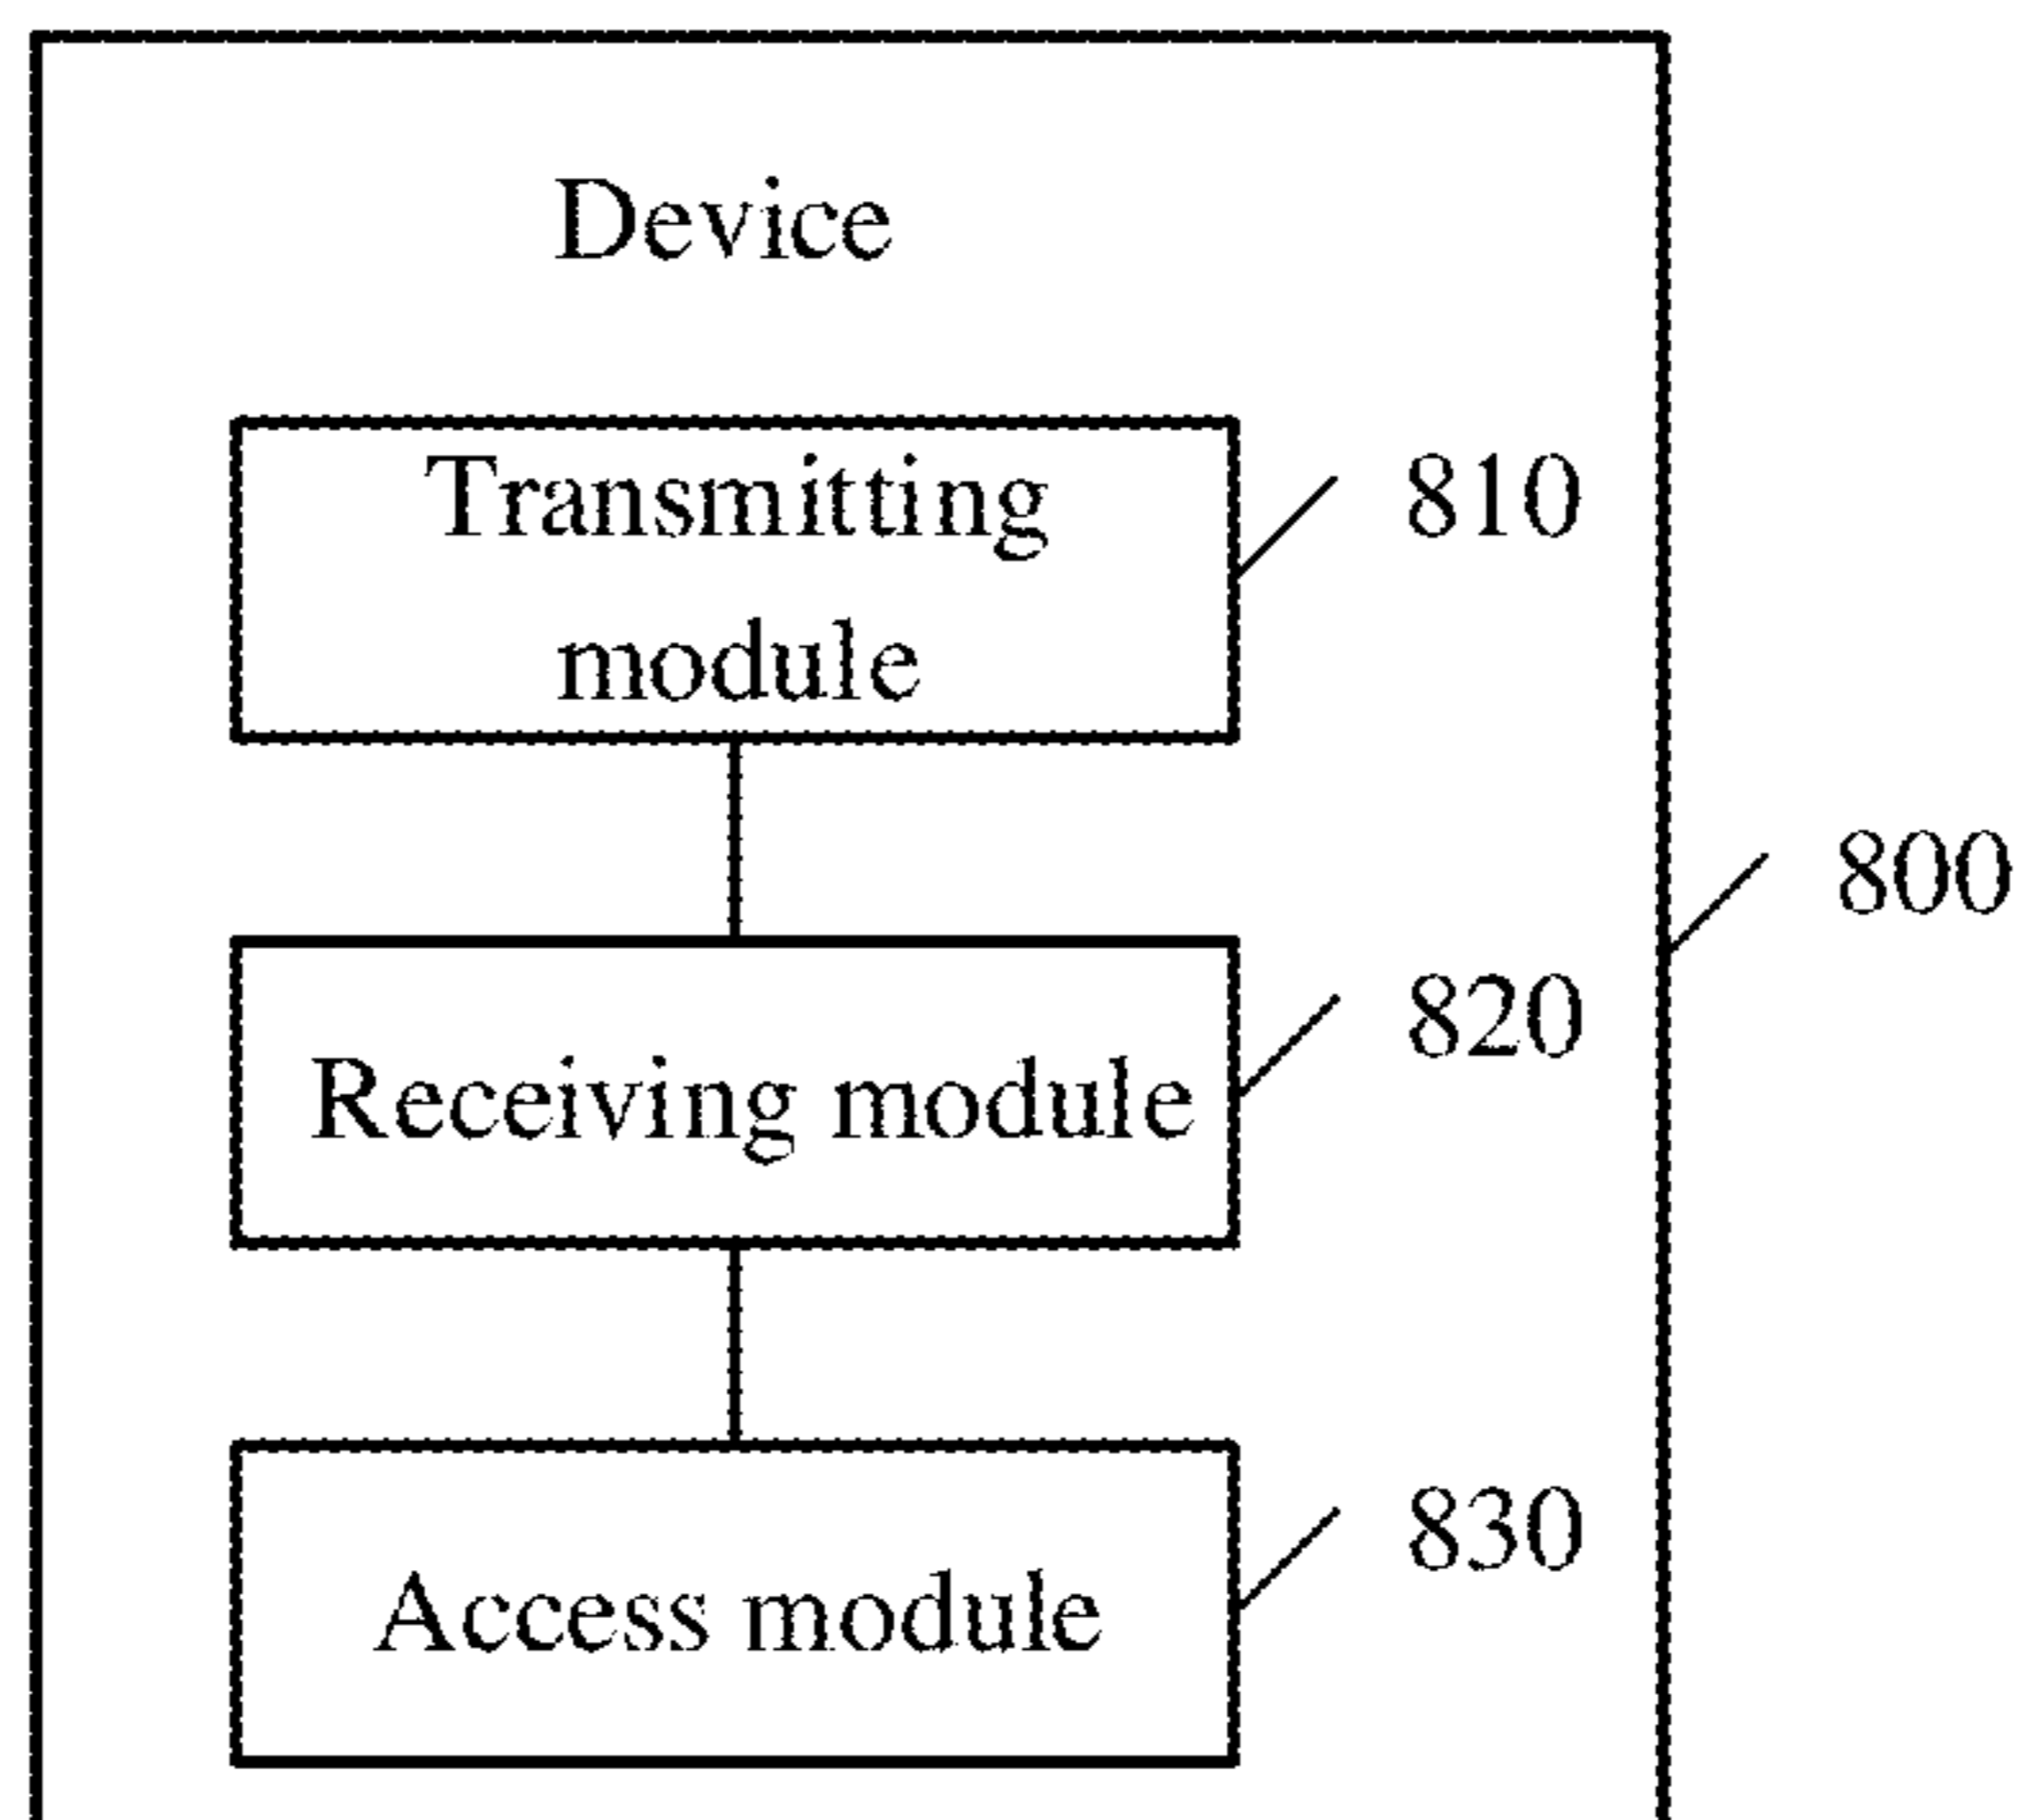 Device
Transmitting
module
810
800
820
Receiving module
830
Access module